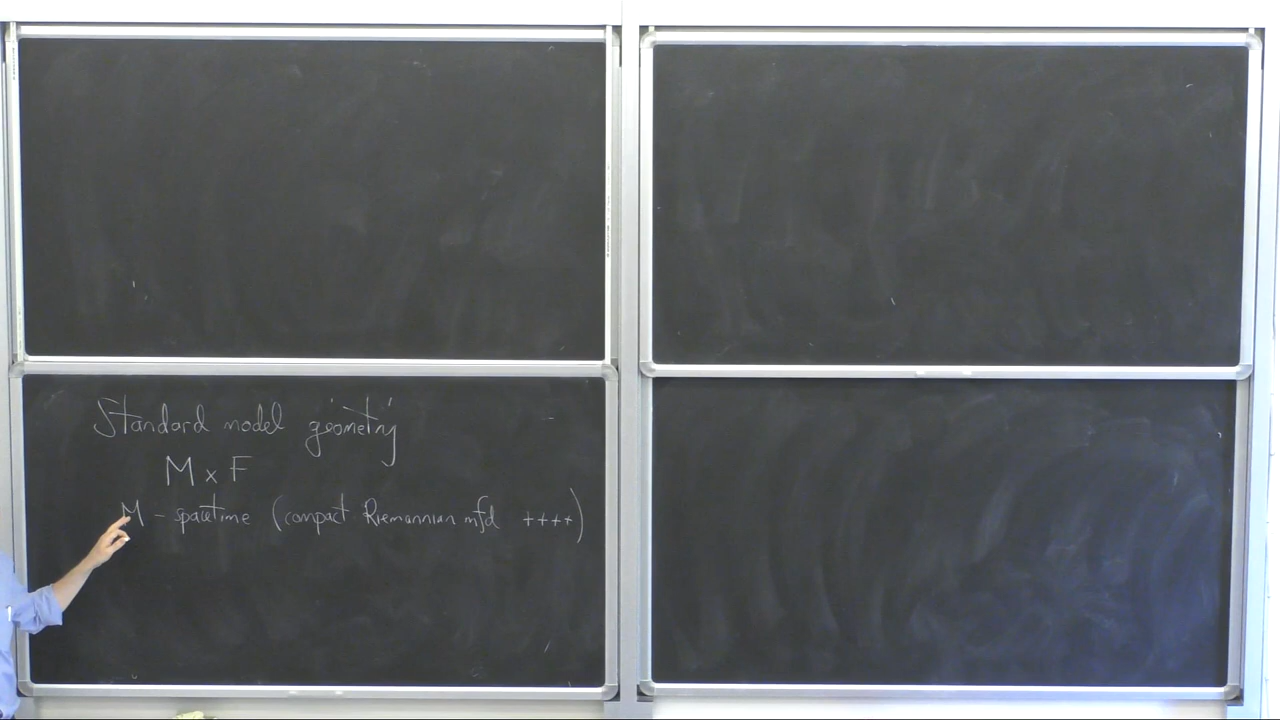 Standard model 'geometry'
M x F
M - spacetime (compact Riemannian mfd ++++)